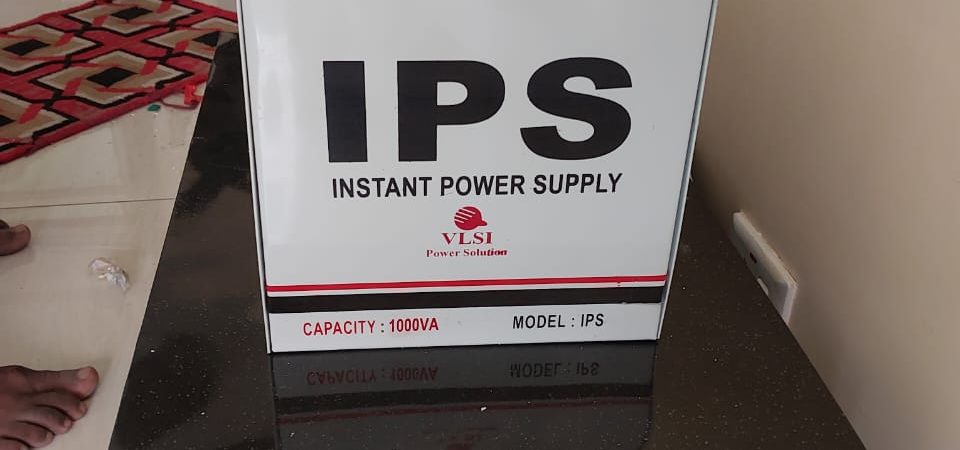 IPS
INSTANT POWER SUPPLY
VLSI
Power Solution
CAPACITY : 1000VA MODEL : IPS